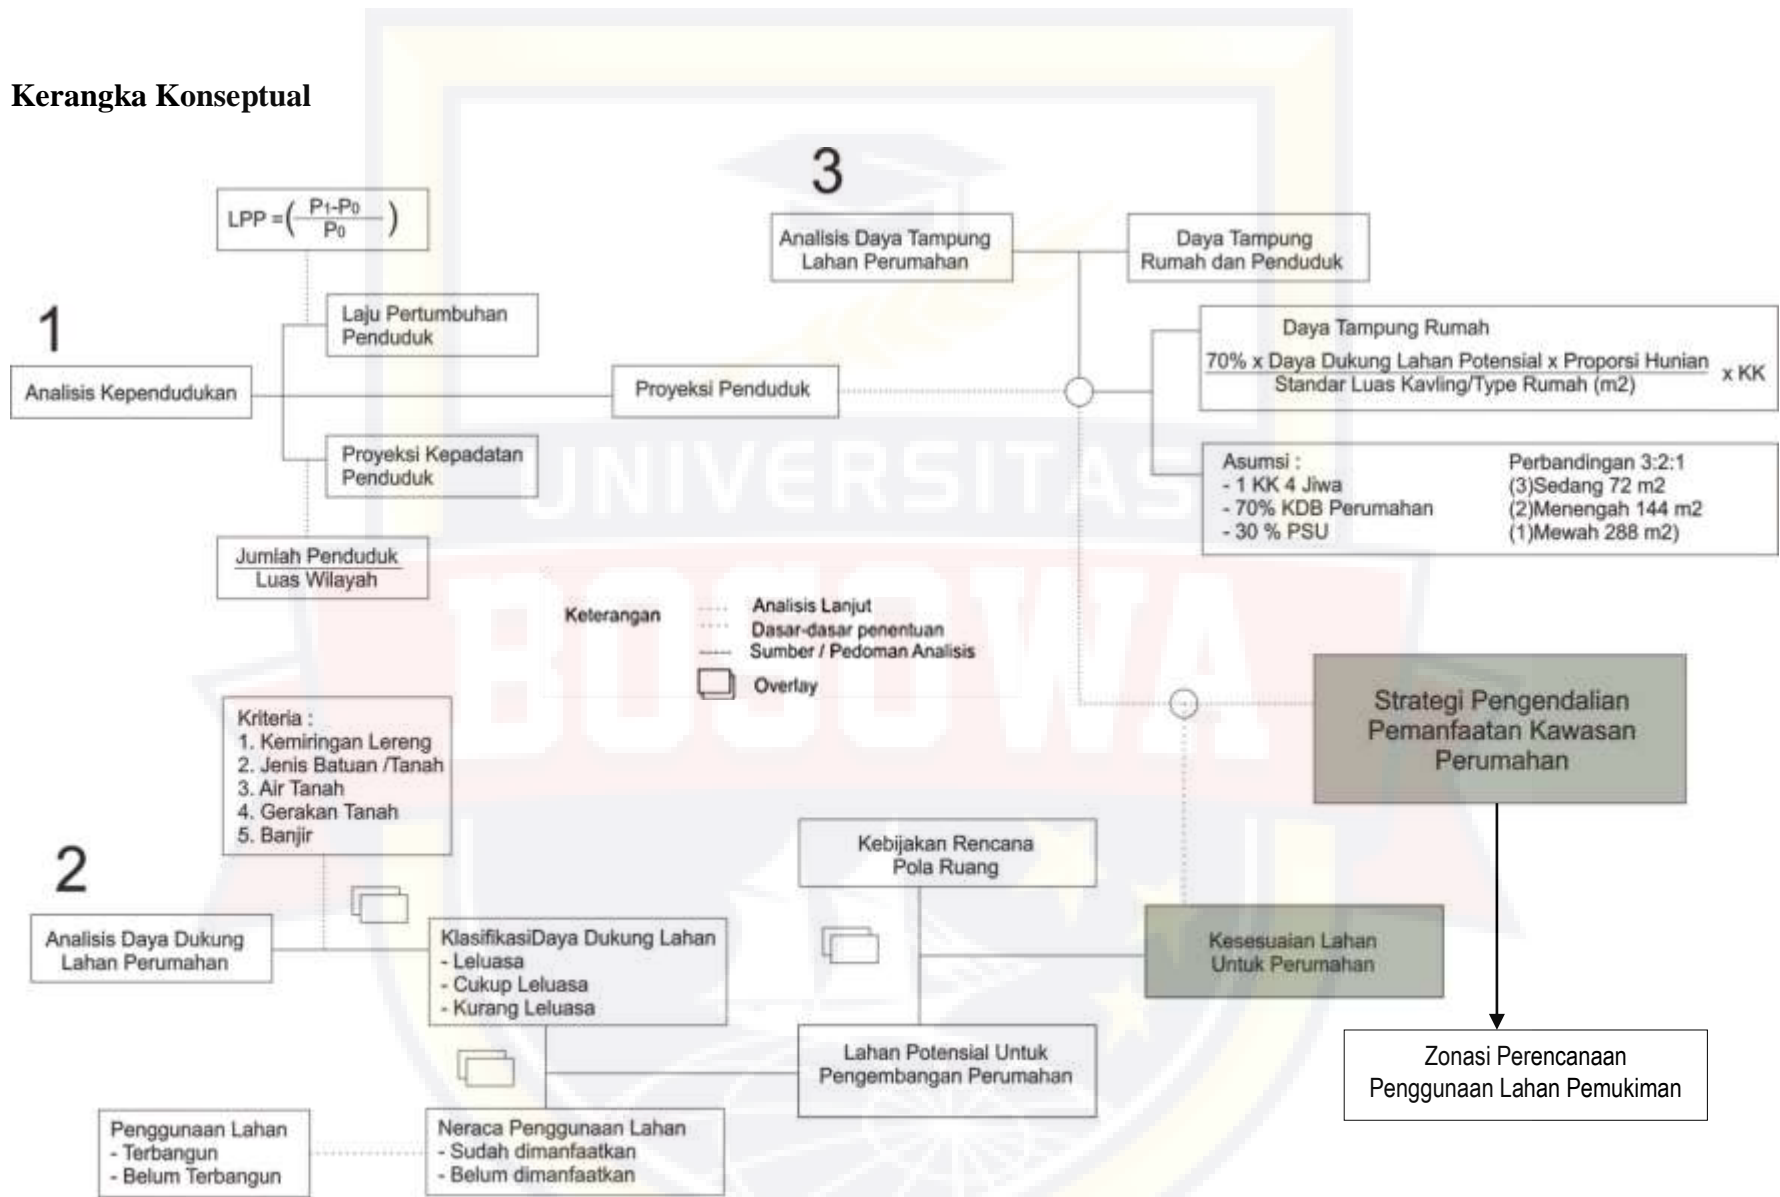 Kerangka Konseptual
3
LPP = ( P1-P0 / P0 )
Analisis Daya Tampung
Lahan Perumahan
Daya Tampung
Rumah dan Penduduk
1
Laju Pertumbuhan
Penduduk
Analisis Kependudukan
Proyeksi Penduduk
Proyeksi Kepadatan
Penduduk
Jumlah Penduduk
Luas Wilayah
Daya Tampung Rumah
70% x Daya Dukung Lahan Potensial x Proporsi Hunian
Standar Luas Kavling/Type Rumah (m2)
x KK
Asumsi :
- 1 KK 4 Jiwa
- 70% KDB Perumahan
- 30 % PSU
Perbandingan 3:2:1
(3)Sedang 72 m2
(2)Menengah 144 m2
(1)Mewah 288 m2)
UNIVERSITAS
BOSOWA
Keterangan
Analisis Lanjut
Dasar-dasar penentuan
Sumber / Pedoman Analisis
Overlay
Strategi Pengendalian
Pemanfaatan Kawasan
Perumahan
Kriteria :
1. Kemiringan Lereng
2. Jenis Batuan /Tanah
3. Air Tanah
4. Gerakan Tanah
5. Banjir
2
Analisis Daya Dukung
Lahan Perumahan
KlasifikasiDaya Dukung Lahan
- Leluasa
- Cukup Leluasa
- Kurang Leluasa
Kebijakan Rencana
Pola Ruang
Kesesuaian Lahan
Untuk Perumahan
Lahan Potensial Untuk
Pengembangan Perumahan
Zonasi Perencanaan
Penggunaan Lahan Pemukiman
Penggunaan Lahan
- Terbangun
- Belum Terbangun
Neraca Penggunaan Lahan
- Sudah dimanfaatkan
- Belum dimanfaatkan